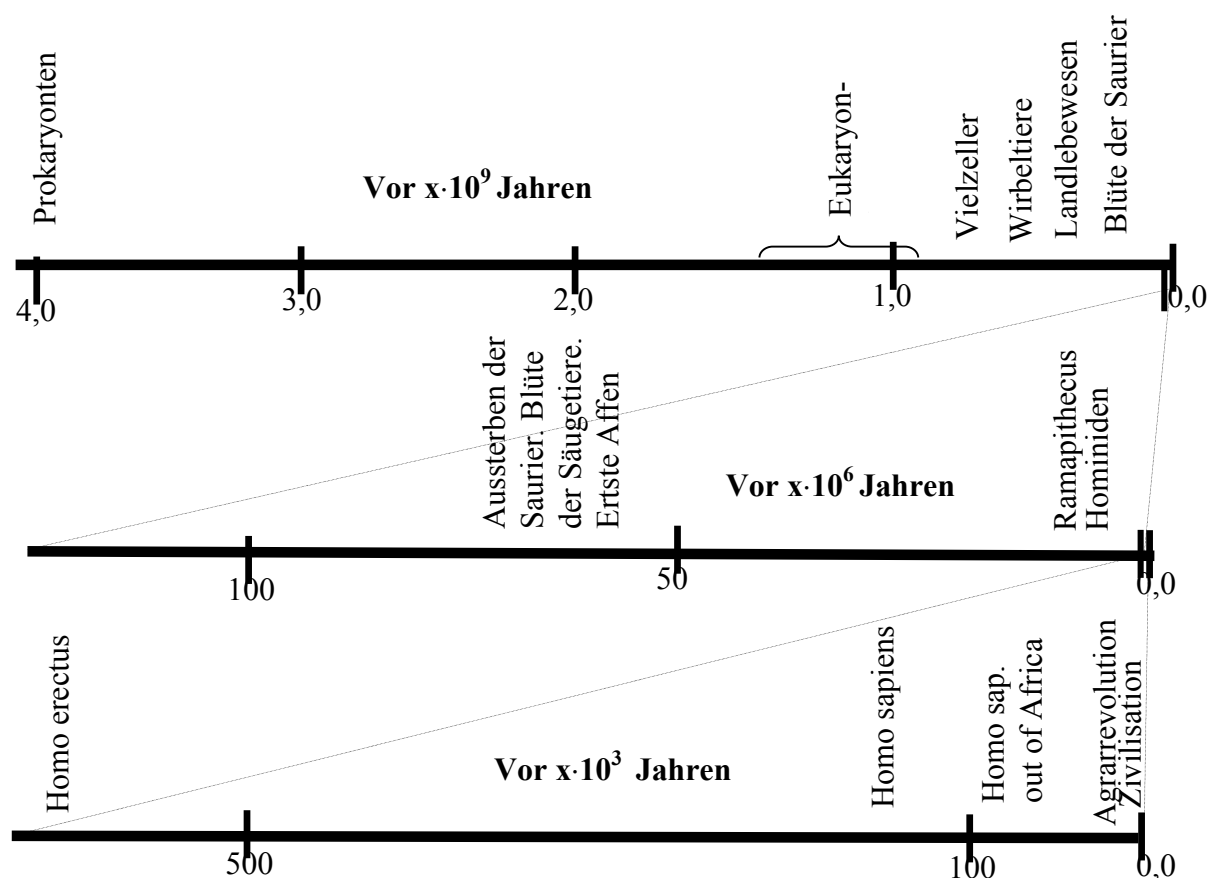 Prokaryonten
Vor x·10⁹ Jahren
Eukaryon-
Vielzeller
Wirbeltiere
Landlebewesen
Blüte der Saurier
4,0
3,0
2,0
1,0
0,0
Aussterben der
Saurier. Blüte
der Säugetiere.
Ertste Affen
Vor x·10⁶ Jahren
Ramapithecus
Hominiden
100
50
0,0
Homo erectus
Vor x·10³ Jahren
Homo sapiens
Homo sap.
out of Africa
Agrarrevolution
Zivilisation
500
100
0,0